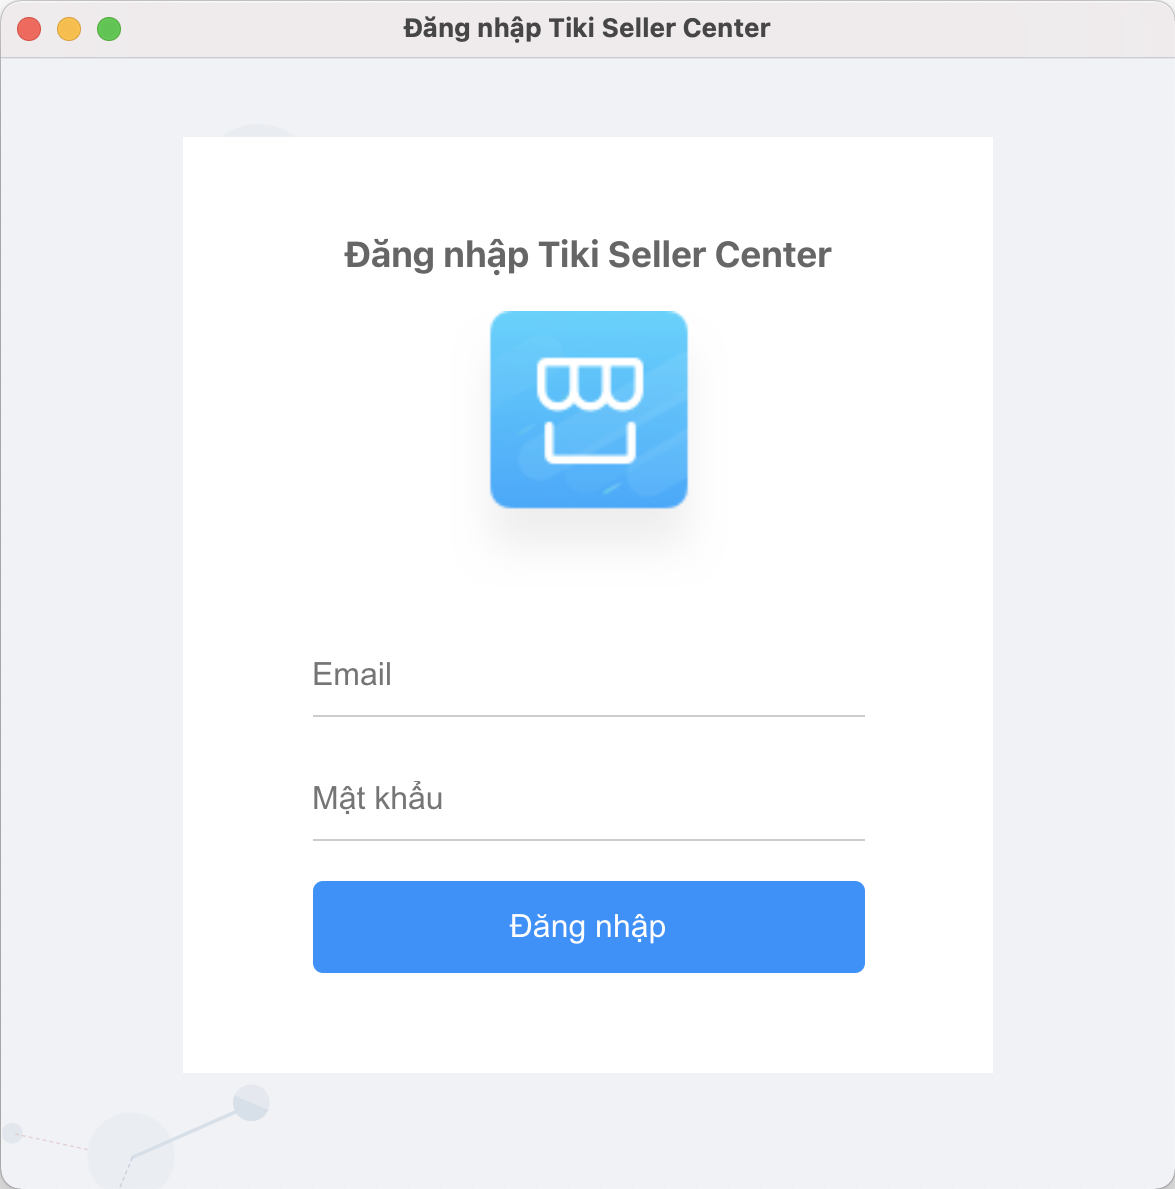 Đăng nhập Tiki Seller Center
Đăng nhập Tiki Seller Center
Email
Mật khẩu
Đăng nhập